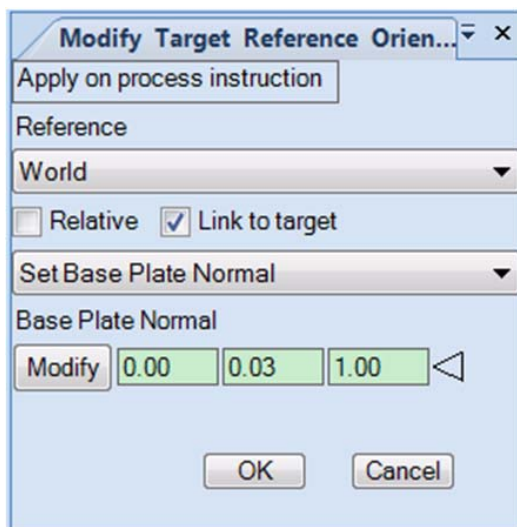 Modify Target Reference Orien...
Apply on process instruction
Reference
World
Relative Link to target
Set Base Plate Normal
Base Plate Normal
Modify 0.00 0.03 1.00
OK Cancel